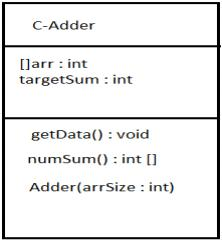 C-Adder
[]arr : int
targetSum : int
getData() : void
numSum() : int []
Adder(arrSize : int)